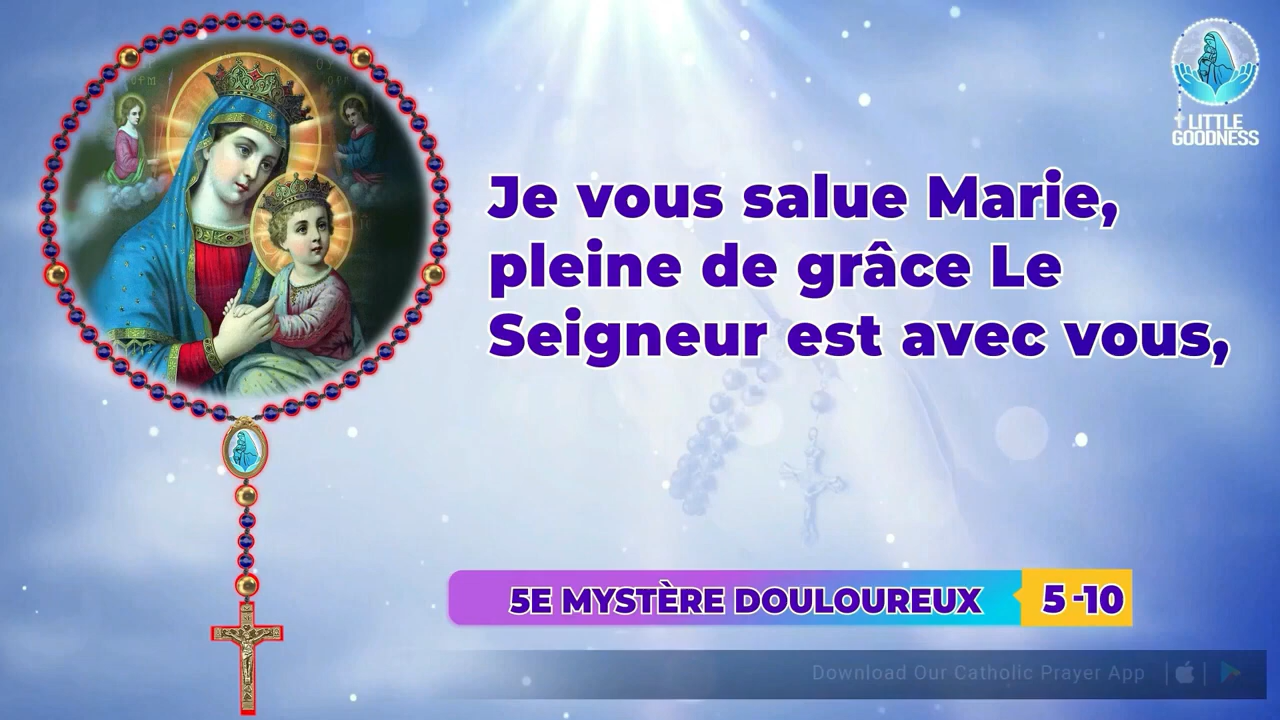 LITTLE
GOODNESS
Je vous salue Marie,
pleine de grâce Le
Seigneur est avec vous,
5E MYSTÈRE DOULOUREUX
5 -10
Download Our Catholic Prayer App